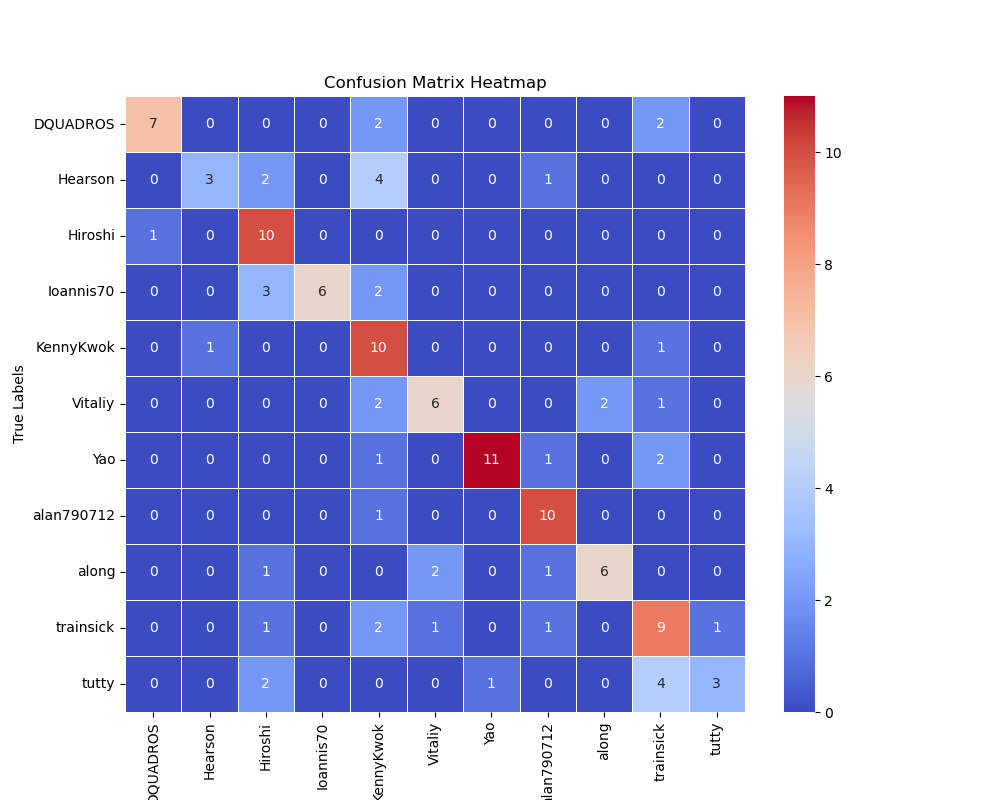 Confusion Matrix Heatmap
DQUADROS 7 0 0 0 2 0 0 0 0 2 0
Hearson 0 3 2 0 4 0 0 1 0 0 0
Hiroshi 1 0 10 0 0 0 0 0 0 0 0
Ioannis70 0 0 3 6 2 0 0 0 0 0 0
KennyKwok 0 1 0 0 10 0 0 0 0 1 0
Vitaliy 0 0 0 0 2 6 0 0 2 1 0
Yao 0 0 0 0 1 0 11 1 0 2 0
alan790712 0 0 0 0 1 0 0 10 0 0 0
along 0 0 1 0 0 2 0 1 6 0 0
trainsick 0 0 1 0 2 1 0 1 0 9 1
tutty 0 0 2 0 0 0 1 0 0 4 3
True Labels
DQUADROS Hearson Hiroshi Ioannis70 KennyKwok Vitaliy Yao alan790712 along trainsick tutty
10
8
6
4
2
0